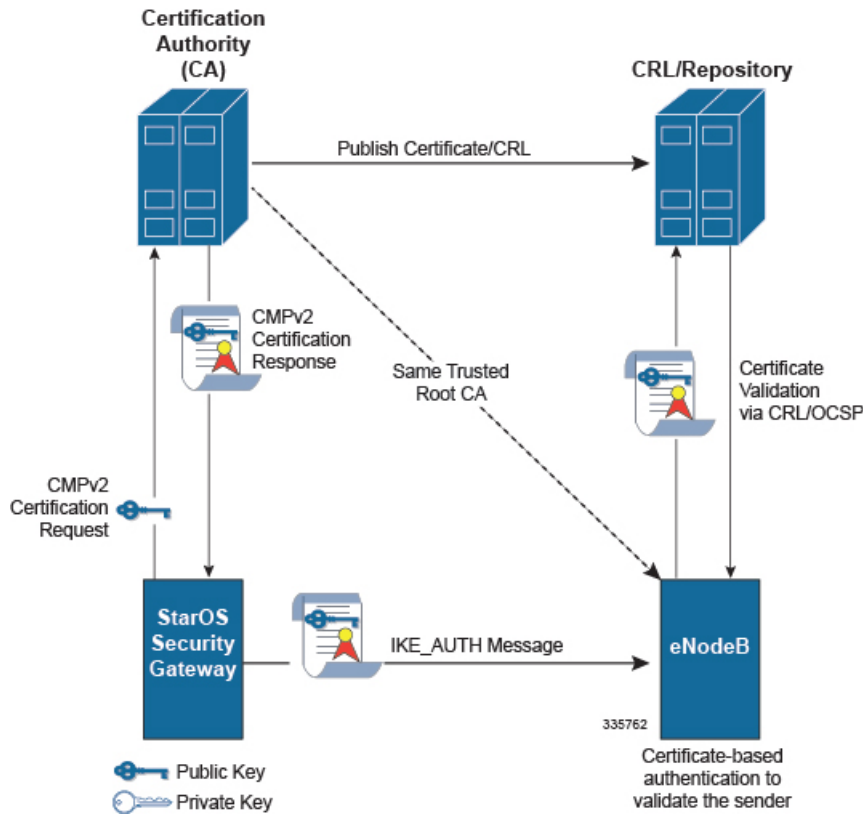 Certification
Authority
(CA)
CRL/Repository
Publish Certificate/CRL
CMPv2
Certification
Response
Same Trusted
Root CA
Certificate
Validation
via CRL/OCSP
CMPv2
Certification
Request
StarOS
Security
Gateway
IKE_AUTH Message
eNodeB
335762
Certificate-based
authentication to
validate the sender
Public Key
Private Key